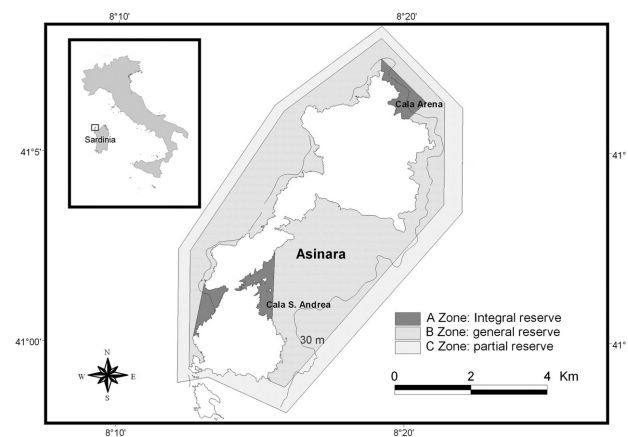 8°10' 8°20'
Sardinia
Cala Arena
41°5' 41°
Asinara
Cala S. Andrea
A Zone: Integral reserve
B Zone: general reserve
C Zone: partial reserve
30 m
41°00' 41°
N
W E
S
0 2 4 Km
8°10' 8°20'